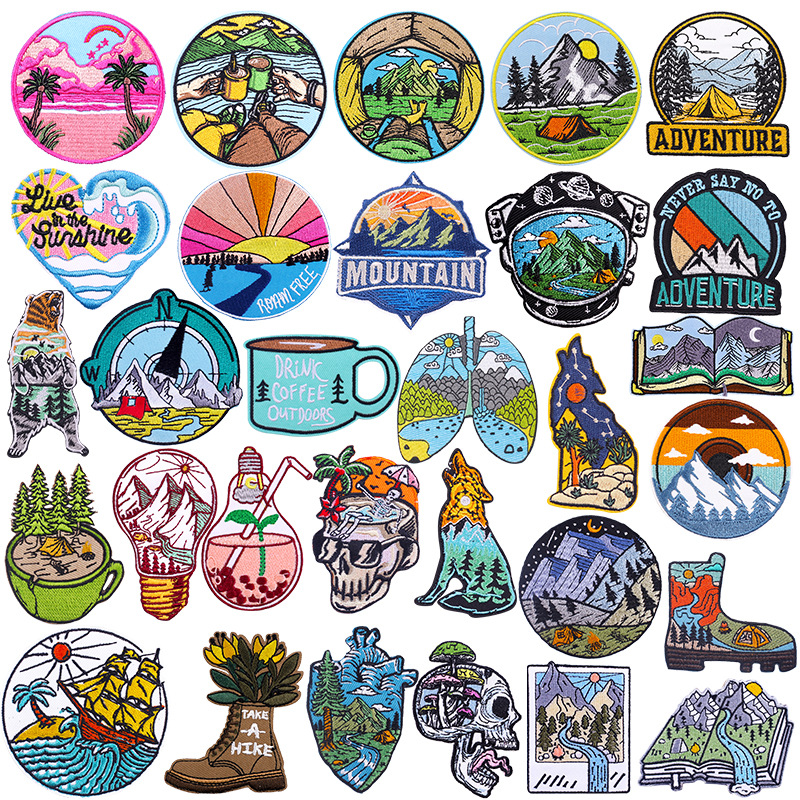 ADVENTURE
Live
in the
Sunshine
ROAM FREE
MOUNTAIN
NEVER SAY NO TO
ADVENTURE
N
W
DRINK
COFFEE
OUTDOORS
TAKE
-A-
HIKE